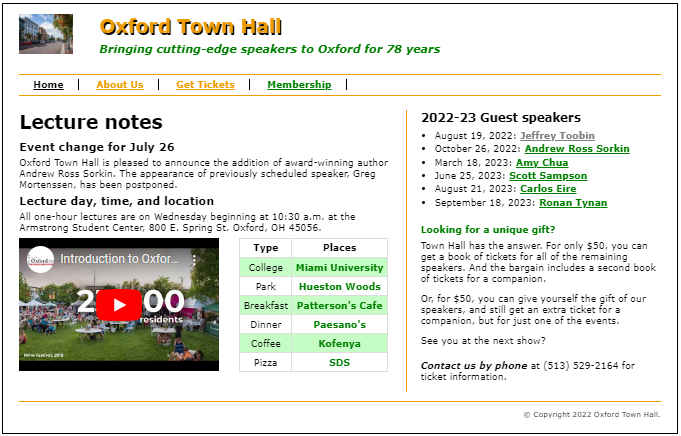 Oxford Town Hall
Bringing cutting-edge speakers to Oxford for 78 years
Home
About Us
Get Tickets
Membership
Lecture notes
Event change for July 26
Oxford Town Hall is pleased to announce the addition of award-winning author
Andrew Ross Sorkin. The appearance of previously scheduled speaker, Greg
Mortenssen, has been postponed.
Lecture day, time, and location
All one-hour lectures are on Wednesday beginning at 10:30 a.m. at the
Armstrong Student Center, 800 E. Spring St. Oxford, OH 45056.
Oxford
Introduction to Oxfor...
residents
Wine Festival, 2019
Type Places
College Miami University
Park Hueston Woods
Breakfast Patterson's Cafe
Dinner Paesano's
Coffee Kofenya
Pizza SDS
2022-23 Guest speakers
• August 19, 2022: Jeffrey Toobin
• October 26, 2022: Andrew Ross Sorkin
• March 18, 2023: Amy Chua
• June 25, 2023: Scott Sampson
• August 21, 2023: Carlos Eire
• September 18, 2023: Ronan Tynan
Looking for a unique gift?
Town Hall has the answer. For only $50, you can
get a book of tickets for all of the remaining
speakers. And the bargain includes a second book
of tickets for a companion.
Or, for $50, you can give yourself the gift of our
speakers, and still get an extra ticket for a
companion, but for just one of the events.
See you at the next show?
Contact us by phone at (513) 529-2164 for
ticket information.
© Copyright 2022 Oxford Town Hall.